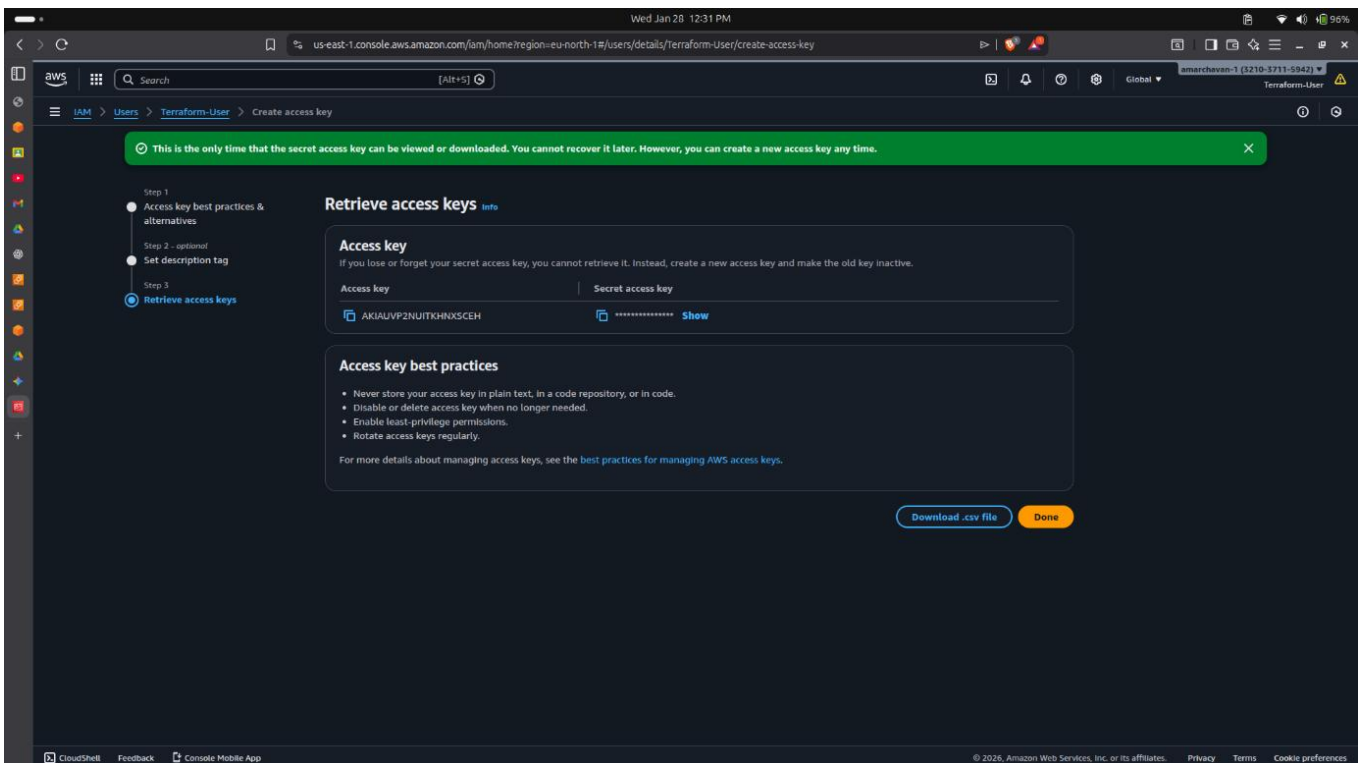 Wed Jan 28 12:31 PM
96%
us-east-1.console.aws.amazon.com/iam/home?region=eu-north-1#/users/details/Terraform-User/create-access-key
aws
Search [Alt+S]
Global ▼
amarchavan-1 (3210-3711-5942) ▼
Terraform-User
IAM > Users > Terraform-User > Create access key
This is the only time that the secret access key can be viewed or downloaded. You cannot recover it later. However, you can create a new access key any time.
Step 1
Access key best practices &
alternatives
Step 2 - optional
Set description tag
Step 3
Retrieve access keys
Retrieve access keys Info
Access key
If you lose or forget your secret access key, you cannot retrieve it. Instead, create a new access key and make the old key inactive.
Access key Secret access key
AKIAUVP2NUITKHNXSCEH *************** Show
Access key best practices
• Never store your access key in plain text, in a code repository, or in code.
• Disable or delete access key when no longer needed.
• Enable least-privilege permissions.
• Rotate access keys regularly.
For more details about managing access keys, see the best practices for managing AWS access keys.
Download .csv file Done
CloudShell Feedback Console Mobile App © 2026, Amazon Web Services, Inc. or its affiliates. Privacy Terms Cookie preferences